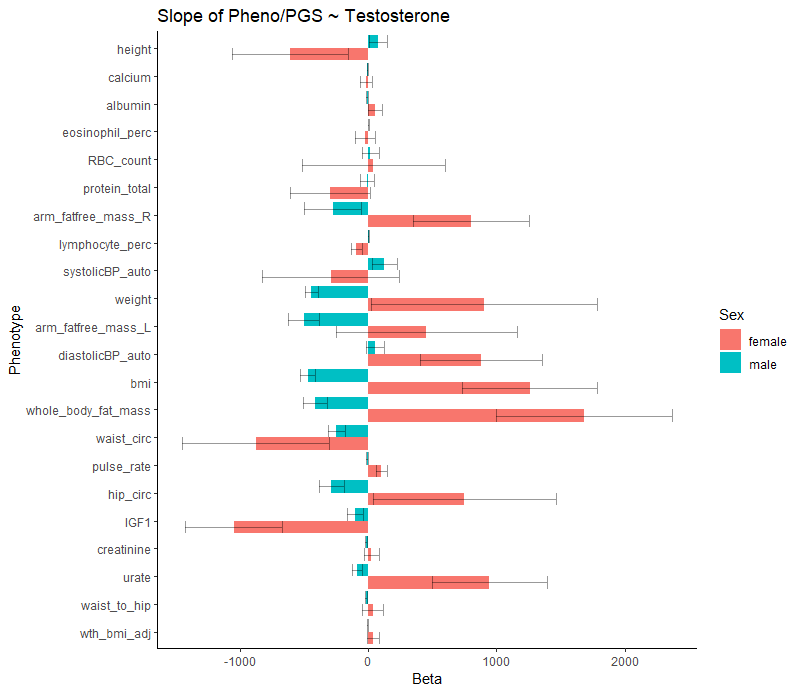 Slope of Pheno/PGS ~ Testosterone
Phenotype
height
calcium
albumin
eosinophil_perc
RBC_count
protein_total
arm_fatfree_mass_R
lymphocyte_perc
systolicBP_auto
weight
arm_fatfree_mass_L
diastolicBP_auto
bmi
whole_body_fat_mass
waist_circ
pulse_rate
hip_circ
IGF1
creatinine
urate
waist_to_hip
wth_bmi_adj
-1000 0 1000 2000
Beta
Sex
female
male